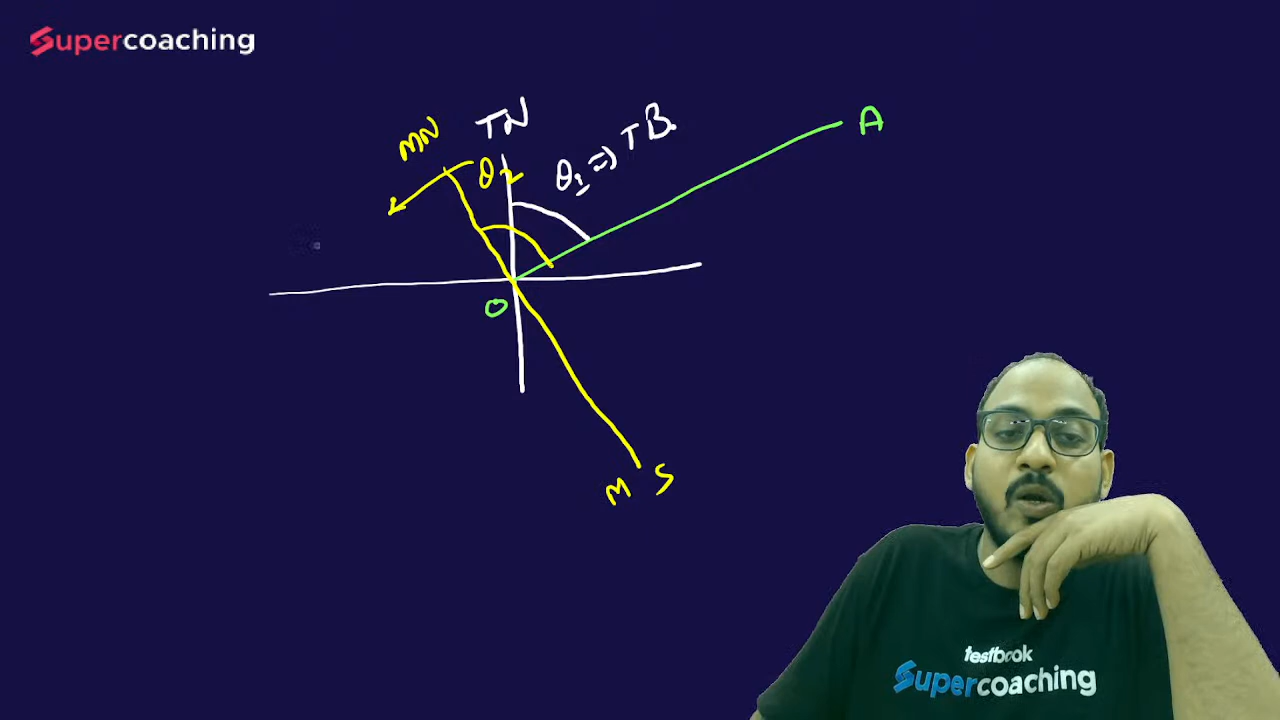 Supercoaching
TN
MN
θ2
θ1 ⇒ TB.
A
O
M S
testbook
Supercoaching